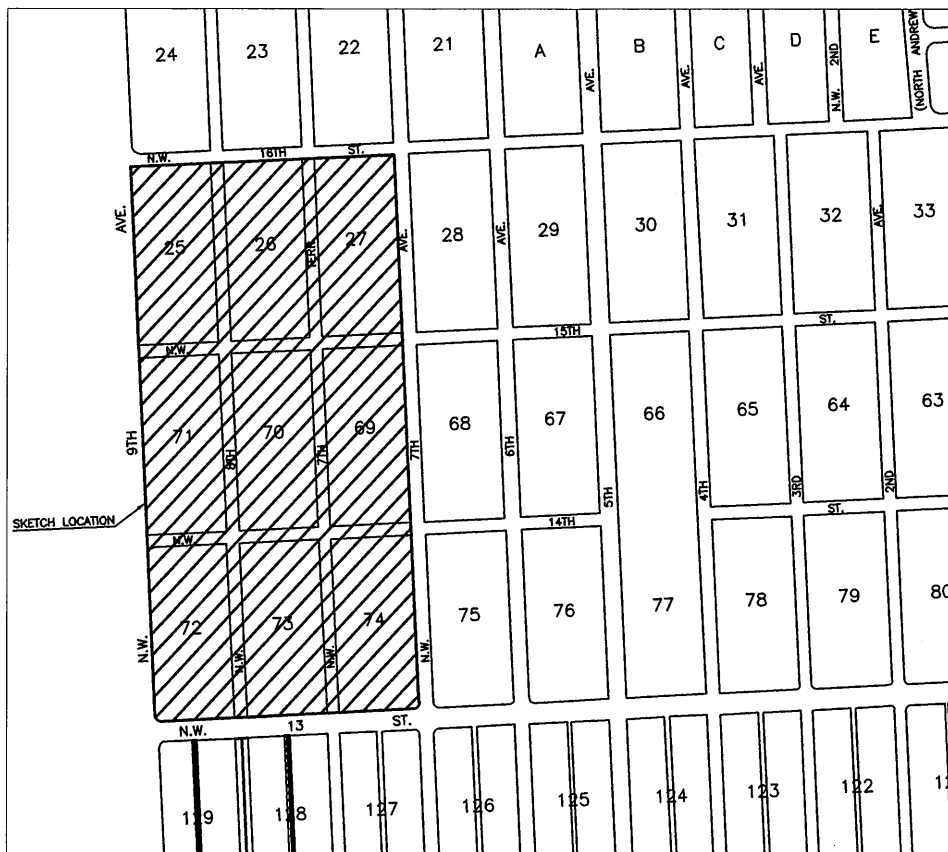 24 23 22 21 A B C D E
AVE. AVE. AVE. N.W. 2ND (NORTH ANDREW
N.W. 16TH ST.
25 26 27 28 29 30 31 32 33
AVE. TERR. AVE. AVE. AVE.
N.W. 15TH ST.
71 70 69 68 67 66 65 64 63
9TH 8TH 7TH 7TH 6TH 5TH 4TH 3RD 2ND
SKETCH LOCATION
N.W. 14TH ST.
72 73 74 75 76 77 78 79 80
N.W. N.W. N.W. N.W.
N.W. 13 ST.
129 128 127 126 125 124 123 122